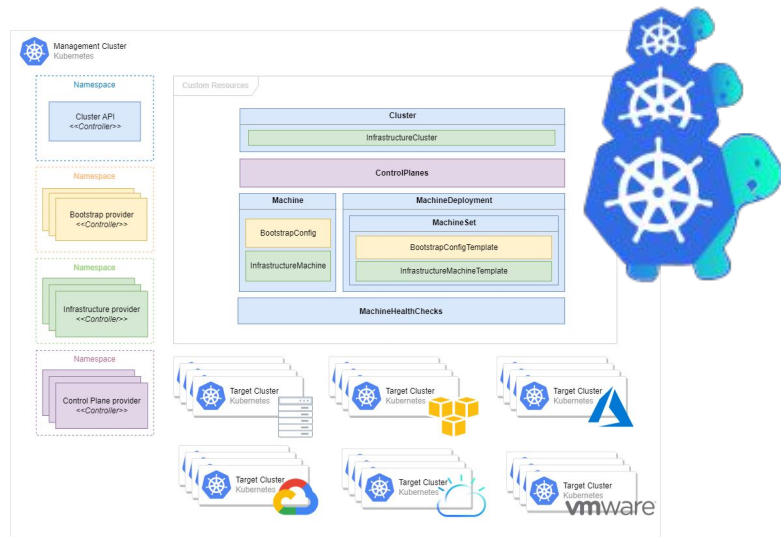 Management Cluster
Kubernetes
Namespace
Cluster API
<<Controller>>
Namespace
Bootstrap provider
<<Controller>>
Namespace
Infrastructure provider
<<Controller>>
Namespace
Control Plane provider
<<Controller>>
Custom Resources
Cluster
InfrastructureCluster
ControlPlanes
Machine
BootstrapConfig
InfrastructureMachine
MachineDeployment
MachineSet
BootstrapConfigTemplate
InfrastructureMachineTemplate
MachineHealthChecks
Target Cluster
Kubernetes
Target Cluster
Kubernetes
Target Cluster
Kubernetes
Target Cluster
Kubernetes
Target Cluster
Kubernetes
Target Cluster
Kubernetes
vmware